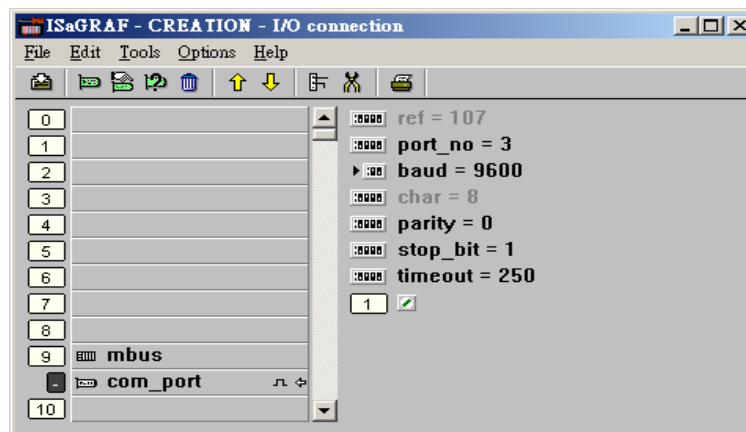 ISaGRAF - CREATION - I/O connection
File Edit Tools Options Help
0
1
2
3
4
5
6
7
8
9 mbus
- com_port
10
ref = 107
port_no = 3
baud = 9600
char = 8
parity = 0
stop_bit = 1
timeout = 250
1